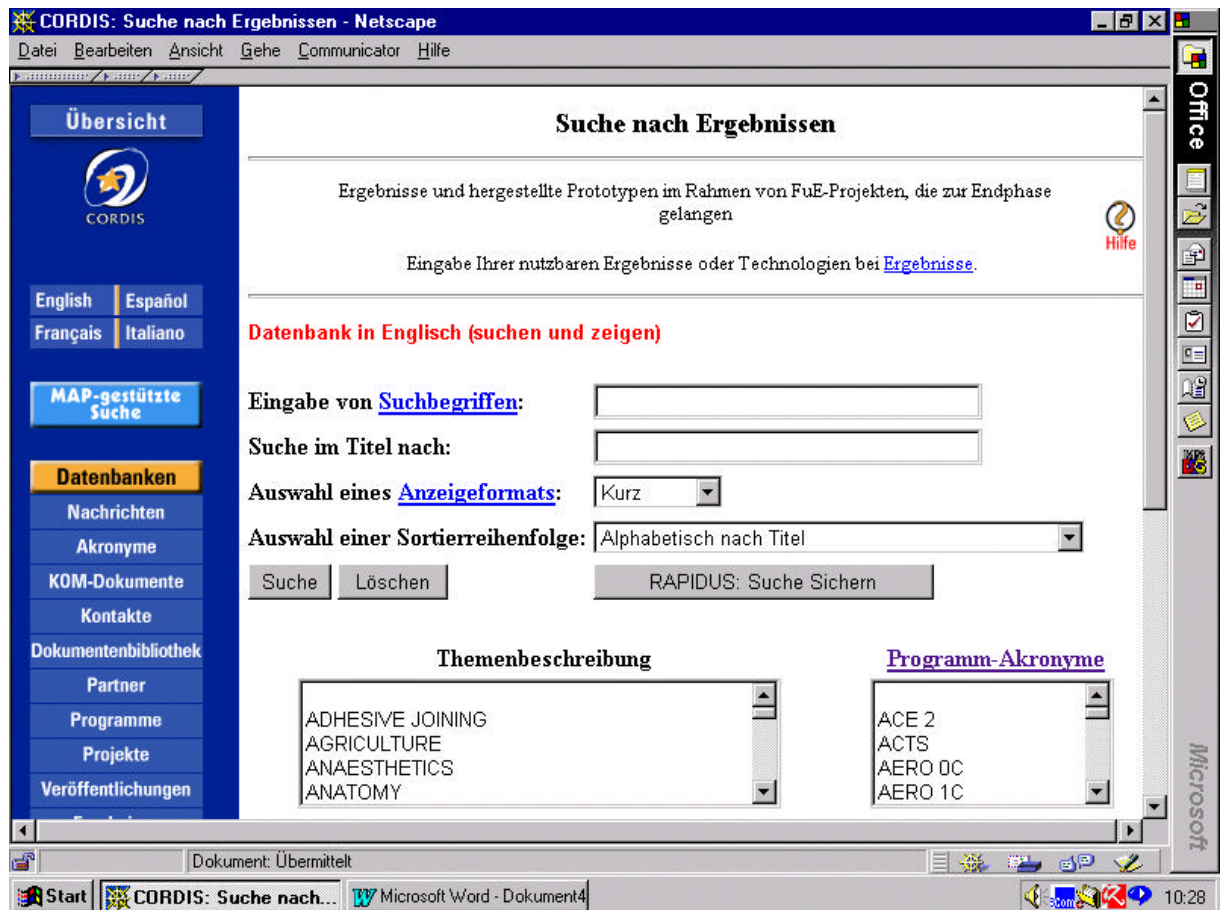 CORDIS: Suche nach Ergebnissen - Netscape
Datei Bearbeiten Ansicht Gehe Communicator Hilfe
Office
Übersicht
CORDIS
English Español
Français Italiano
MAP-gestützte
Suche
Datenbanken
Nachrichten
Akronyme
KOM-Dokumente
Kontakte
Dokumentenbibliothek
Partner
Programme
Projekte
Veröffentlichungen
Suche nach Ergebnissen
Ergebnisse und hergestellte Prototypen im Rahmen von FuE-Projekten, die zur Endphase
gelangen
Hilfe
Eingabe Ihrer nutzbaren Ergebnisse oder Technologien bei Ergebnisse.
Datenbank in Englisch (suchen und zeigen)
Eingabe von Suchbegriffen:
Suche im Titel nach:
Auswahl eines Anzeigeformats: Kurz
Auswahl einer Sortierreihenfolge: Alphabetisch nach Titel
Suche Löschen RAPIDUS: Suche Sichern
Themenbeschreibung
ADHESIVE JOINING
AGRICULTURE
ANAESTHETICS
ANATOMY
Programm-Akronyme
ACE 2
ACTS
AERO 0C
AERO 1C
Microsoft
Dokument: Übermittelt
Start CORDIS: Suche nach... Microsoft Word - Dokument4 3com 10:28